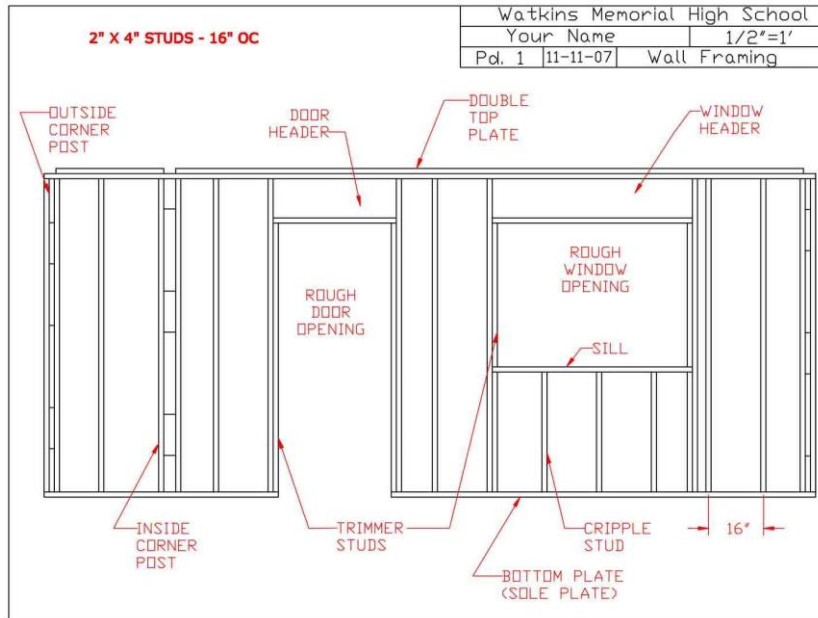 2" X 4" STUDS - 16" OC
Watkins Memorial High School
Your Name
1/2"=1'
Pd. 1
11-11-07
Wall Framing
OUTSIDE
CORNER
POST
DOOR
HEADER
DOUBLE
TOP
PLATE
WINDOW
HEADER
ROUGH
DOOR
OPENING
ROUGH
WINDOW
OPENING
SILL
INSIDE
CORNER
POST
TRIMMER
STUDS
CRIPPLE
STUD
16"
BOTTOM PLATE
(SOLE PLATE)